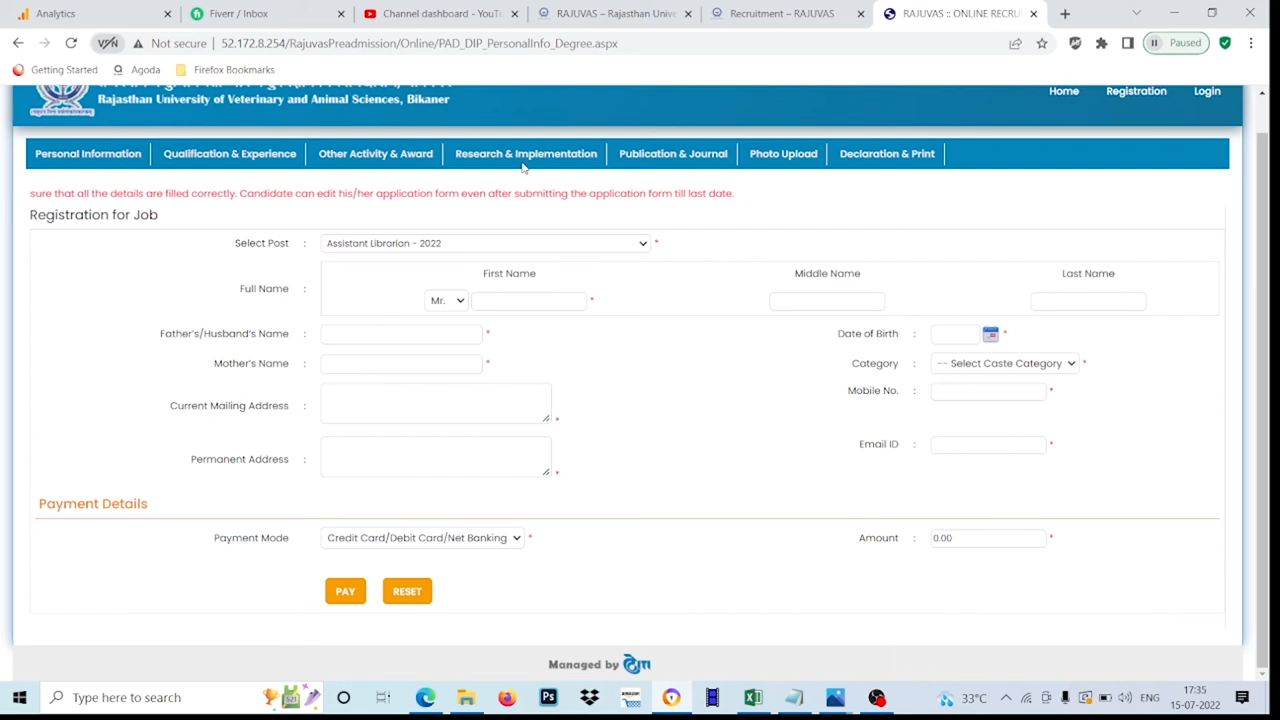 Analytics
Fiverr / Inbox
Channel dashboard - YouTu
RAJUVAS – Rajasthan Unive
Recruitment – RAJUVAS
RAJUVAS :: ONLINE RECRUI
Not secure
52.172.8.254/RajuvasPreadmission/Online/PAD_DIP_PersonalInfo_Degree.aspx
Paused
Getting Started
Agoda
Firefox Bookmarks
Rajasthan University of Veterinary and Animal Sciences, Bikaner
Home
Registration
Login
Personal Information
Qualification & Experience
Other Activity & Award
Research & Implementation
Publication & Journal
Photo Upload
Declaration & Print
sure that all the details are filled correctly. Candidate can edit his/her application form even after submitting the application form till last date.
Registration for Job
Select Post :
Assistant Librarian - 2022 *
First Name
Middle Name
Last Name
Full Name :
Mr. *
Father's/Husband's Name : *
Date of Birth : *
Mother's Name : *
Category :
-- Select Caste Category *
Mobile No. : *
Current Mailing Address : *
Email ID : *
Permanent Address : *
Payment Details
Payment Mode :
Credit Card/Debit Card/Net Banking *
Amount :
0.00 *
PAY
RESET
Managed by
Type here to search
33°C
ENG
17:35
15-07-2022